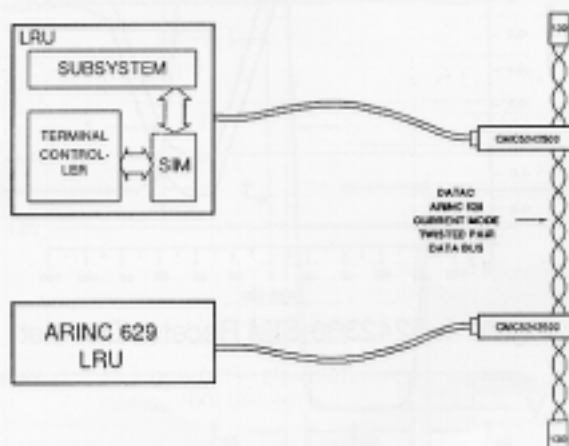 LRU
SUBSYSTEM
TERMINAL
CONTROL-
LER
SIM
DATAC
ARINC 629
CURRENT MODE
TWISTED PAIR
DATA BUS
ARINC 629
LRU